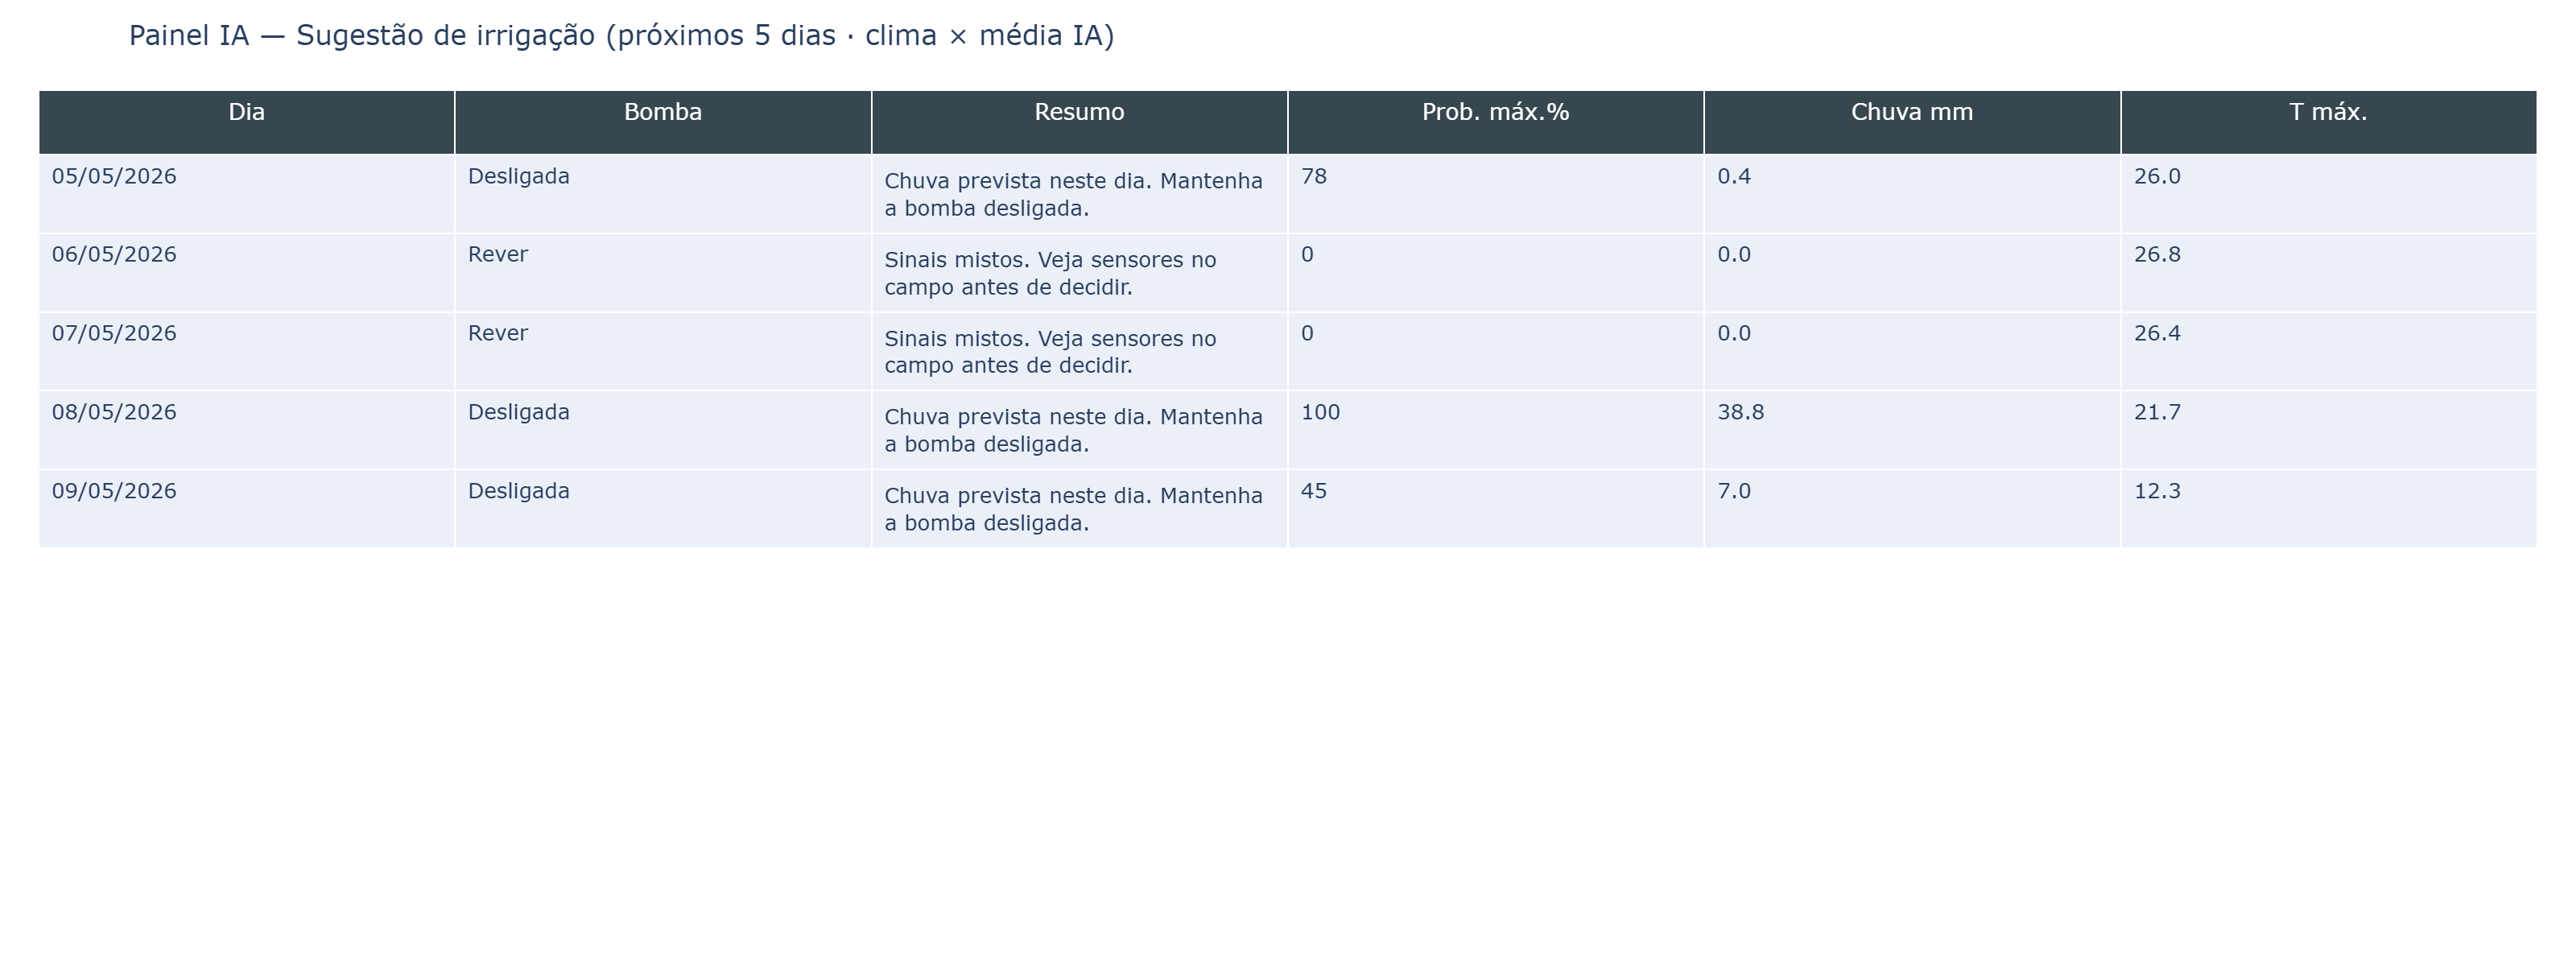 Painel IA — Sugestão de irrigação (próximos 5 dias · clima × média IA)
Dia Bomba Resumo Prob. máx.% Chuva mm T máx.
05/05/2026 Desligada Chuva prevista neste dia. Mantenha 78 0.4 26.0
a bomba desligada.
06/05/2026 Rever Sinais mistos. Veja sensores no 0 0.0 26.8
campo antes de decidir.
07/05/2026 Rever Sinais mistos. Veja sensores no 0 0.0 26.4
campo antes de decidir.
08/05/2026 Desligada Chuva prevista neste dia. Mantenha 100 38.8 21.7
a bomba desligada.
09/05/2026 Desligada Chuva prevista neste dia. Mantenha 45 7.0 12.3
a bomba desligada.